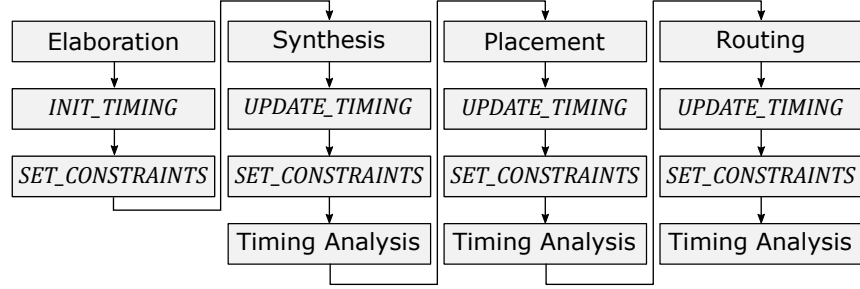 Elaboration
INIT_TIMING
SET_CONSTRAINTS
Synthesis
UPDATE_TIMING
SET_CONSTRAINTS
Timing Analysis
Placement
UPDATE_TIMING
SET_CONSTRAINTS
Timing Analysis
Routing
UPDATE_TIMING
SET_CONSTRAINTS
Timing Analysis